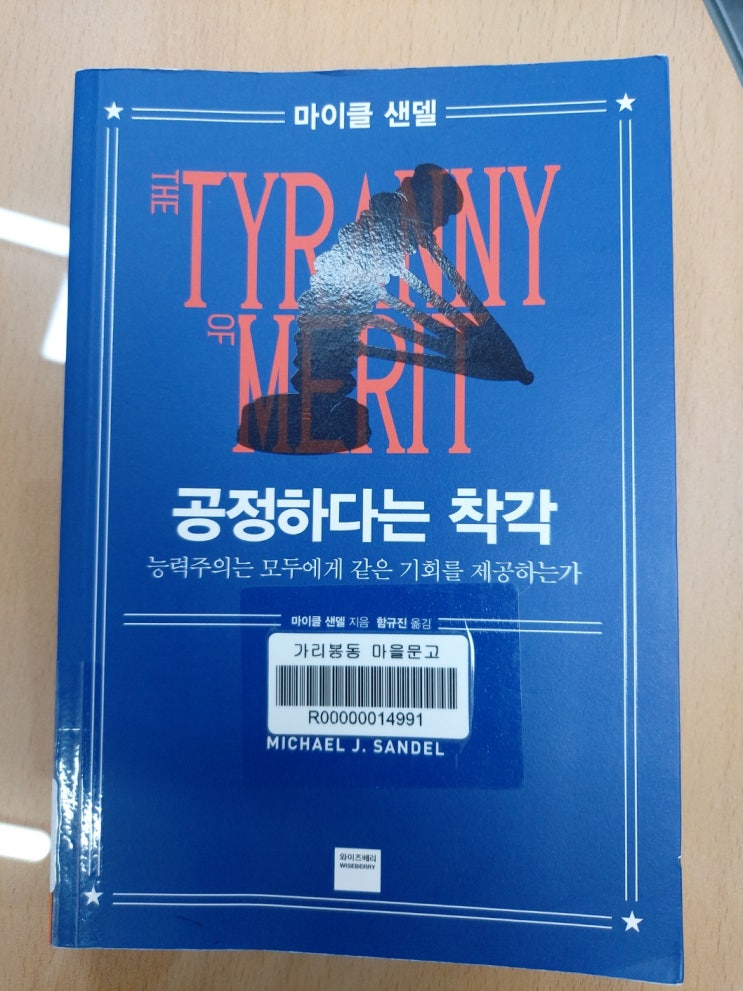 마이클 샌델
THE
TYRANNY
OF
MERIT
공정하다는 착각
능력주의는 모두에게 같은 기회를 제공하는가
마이클 샌델 지음 함규진 옮김
가리봉동 마을문고
R00000014991
MICHAEL J. SANDEL
와이즈베리
WISEBERRY